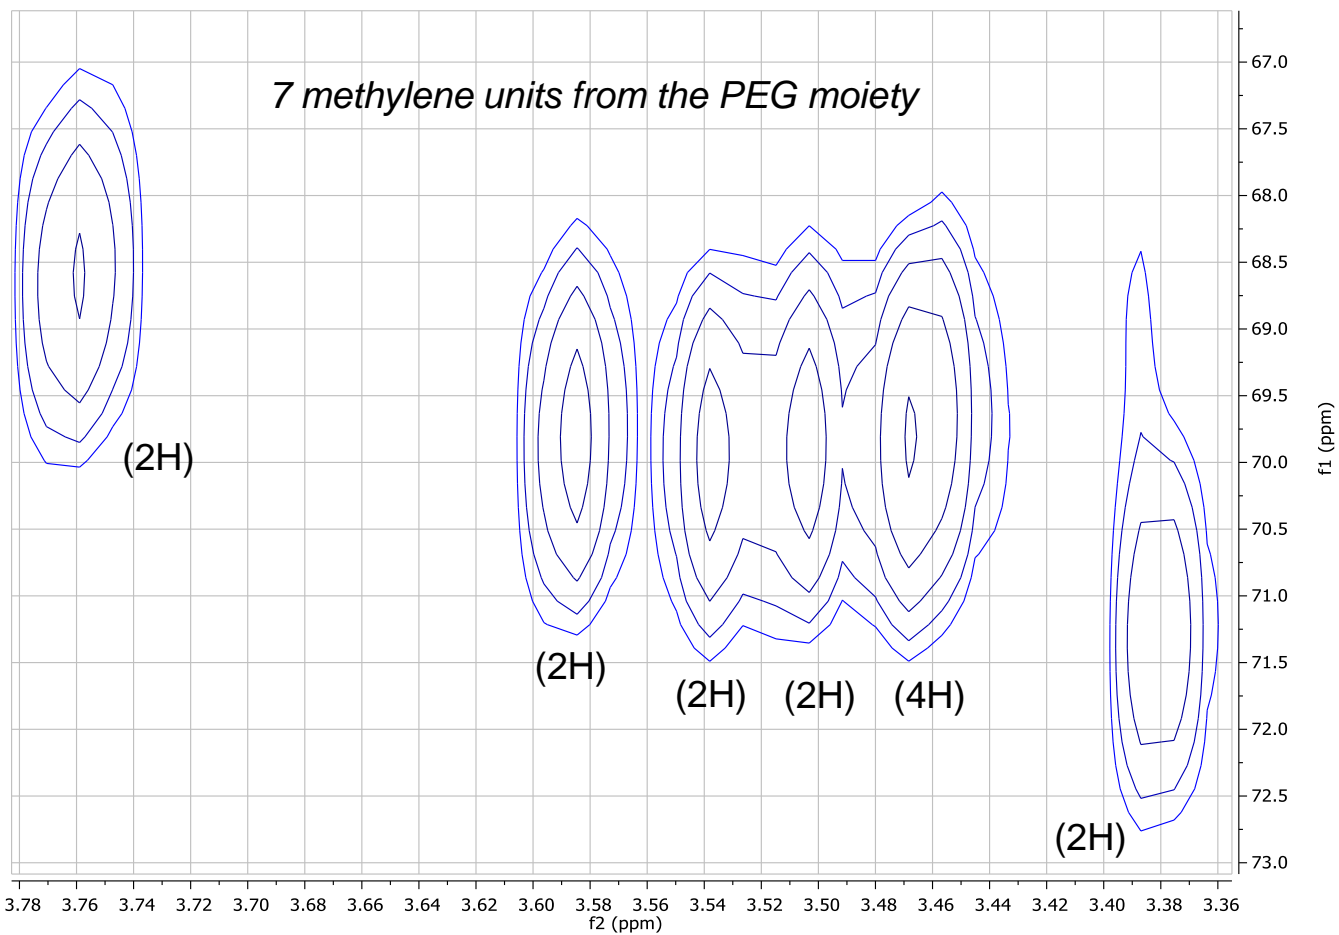 7 methylene units from the PEG moiety
67.0
67.5
68.0
68.5
69.0
69.5
70.0
70.5
71.0
71.5
72.0
72.5
73.0
f1 (ppm)
(2H)
(2H)
(2H) (2H) (4H)
(2H)
3.78 3.76 3.74 3.72 3.70 3.68 3.66 3.64 3.62 3.60 3.58 3.56 3.54 3.52 3.50 3.48 3.46 3.44 3.42 3.40 3.38 3.36
f2 (ppm)